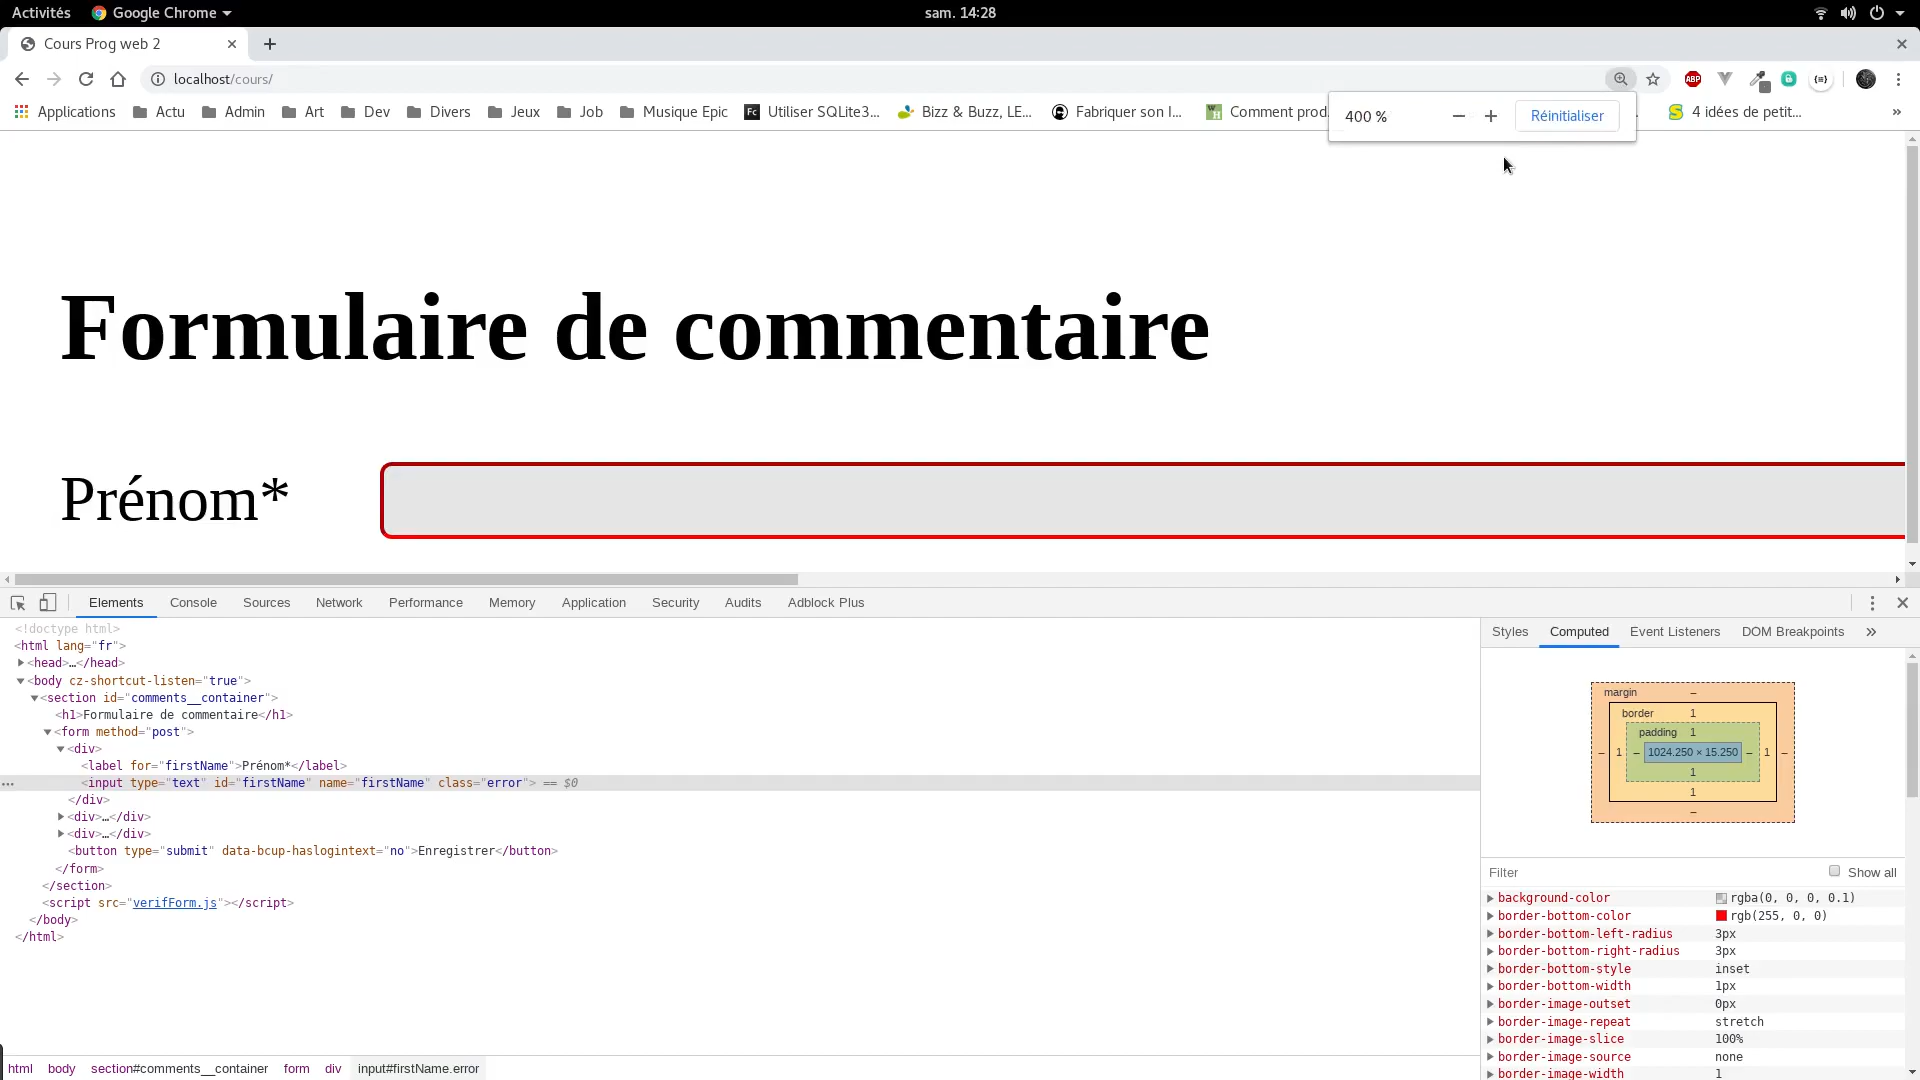 Activités Google Chrome sam. 14:28
Cours Prog web 2
localhost/cours/
ABP
Applications Actu Admin Art Dev Divers Jeux Job Musique Epic Fc Utiliser SQLite3... Bizz & Buzz, LE... Fabriquer son I... Comment prod 4 idées de petit... »
400 % − + Réinitialiser
Formulaire de commentaire
Prénom*
Elements Console Sources Network Performance Memory Application Security Audits Adblock Plus
<!doctype html>
<html lang="fr">
<head>…</head>
<body cz-shortcut-listen="true">
<section id="comments__container">
<h1>Formulaire de commentaire</h1>
<form method="post">
<div>
<label for="firstName">Prénom*</label>
<input type="text" id="firstName" name="firstName" class="error"> == $0
</div>
<div>…</div>
<div>…</div>
<button type="submit" data-bcup-haslogintext="no">Enregistrer</button>
</form>
</section>
<script src="verifForm.js"></script>
</body>
</html>
html body section#comments__container form div input#firstName.error
Styles Computed Event Listeners DOM Breakpoints »
margin –
border 1
padding 1
– 1 – 1024.250 × 15.250 – 1 –
1
1
–
Filter Show all
background-color rgba(0, 0, 0, 0.1)
border-bottom-color rgb(255, 0, 0)
border-bottom-left-radius 3px
border-bottom-right-radius 3px
border-bottom-style inset
border-bottom-width 1px
border-image-outset 0px
border-image-repeat stretch
border-image-slice 100%
border-image-source none
border-image-width 1